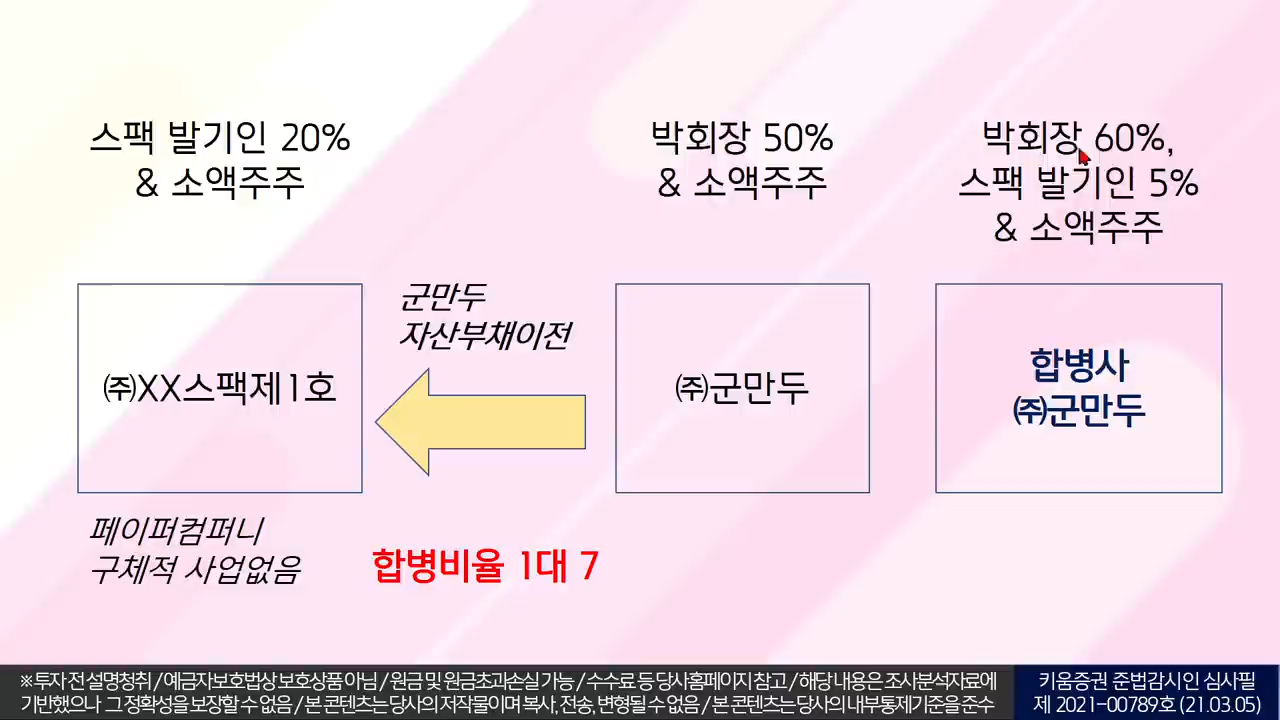 스팩 발기인 20%
& 소액주주
박회장 50%
& 소액주주
박회장 60%,
스팩 발기인 5%
& 소액주주
㈜XX스팩제1호
군만두
자산부채이전
㈜군만두
합병사
㈜군만두
페이퍼컴퍼니
구체적 사업없음
합병비율 1대 7
※ 투자 전 설명청취 / 예금자보호법상 보호상품 아님 / 원금 및 원금초과손실 가능 / 수수료 등 당사홈페이지 참고 / 해당 내용은 조사분석자료에
기반했으나 그 정확성을 보장할 수 없음 / 본 콘텐츠는 당사의 저작물이며 복사, 전송, 변형될 수 없음 / 본 콘텐츠는 당사의 내부통제기준을 준수
키움증권 준법감시인 심사필
제 2021-00789호 (21.03.05)